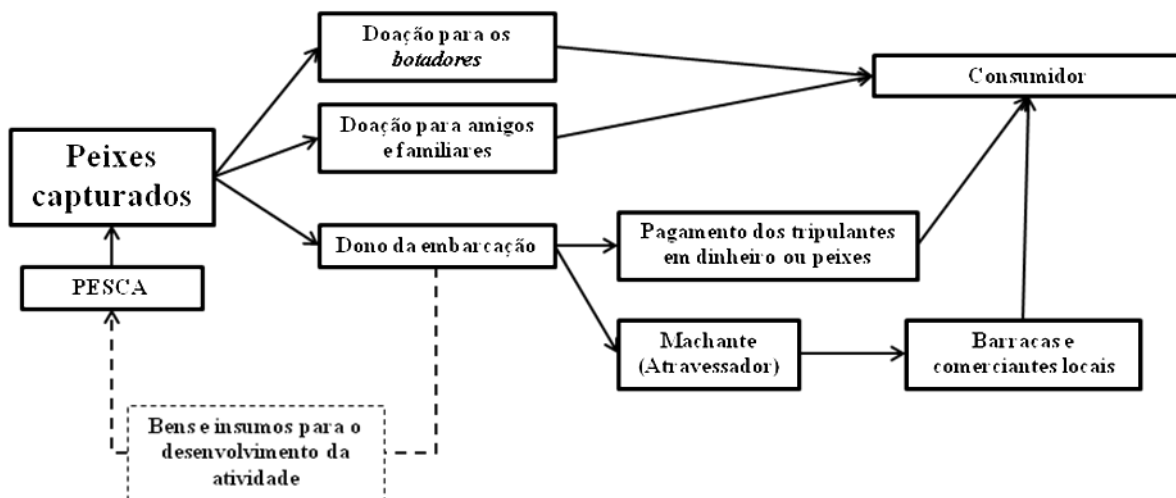 Doação para os
botadores
Consumidor
Doação para amigos
e familiares
Peixes
capturados
Dono da embarcação
Pagamento dos tripulantes
em dinheiro ou peixes
PESCA
Machante
(Atravessador)
Barracas e
comerciantes locais
Bens e insumos para o
desenvolvimento da
atividade